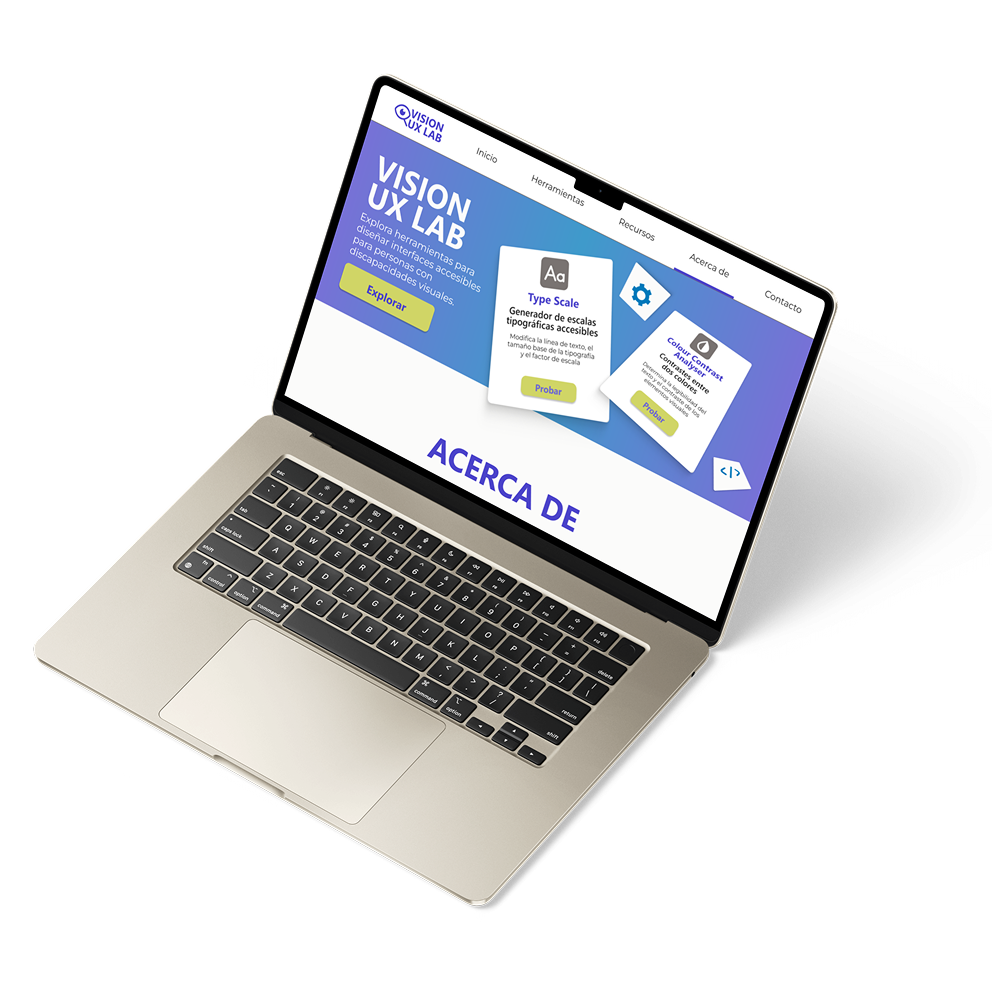 VISION
UX LAB
Inicio
Herramientas
Recursos
Acerca de
Contacto
VISION
UX LAB
Explora herramientas para
diseñar interfaces accesibles
para personas con
discapacidades visuales.
Explorar
Aa
Type Scale
Generador de escalas
tipográficas accesibles
Modifica la línea de texto, el
tamaño base de la tipografía
y el factor de escala
Probar
Colour Contrast
Analyser
Contrastes entre
dos colores
Determina la legibilidad del
texto y el contraste de los
elementos visuales
Probar
</>
ACERCA DE
esc
tab
Q W E R T Y U I O P
caps lock
A S D F G H J K L
shift
Z X C V B N M
fn
control
option
command
command
option
delete
return
shift